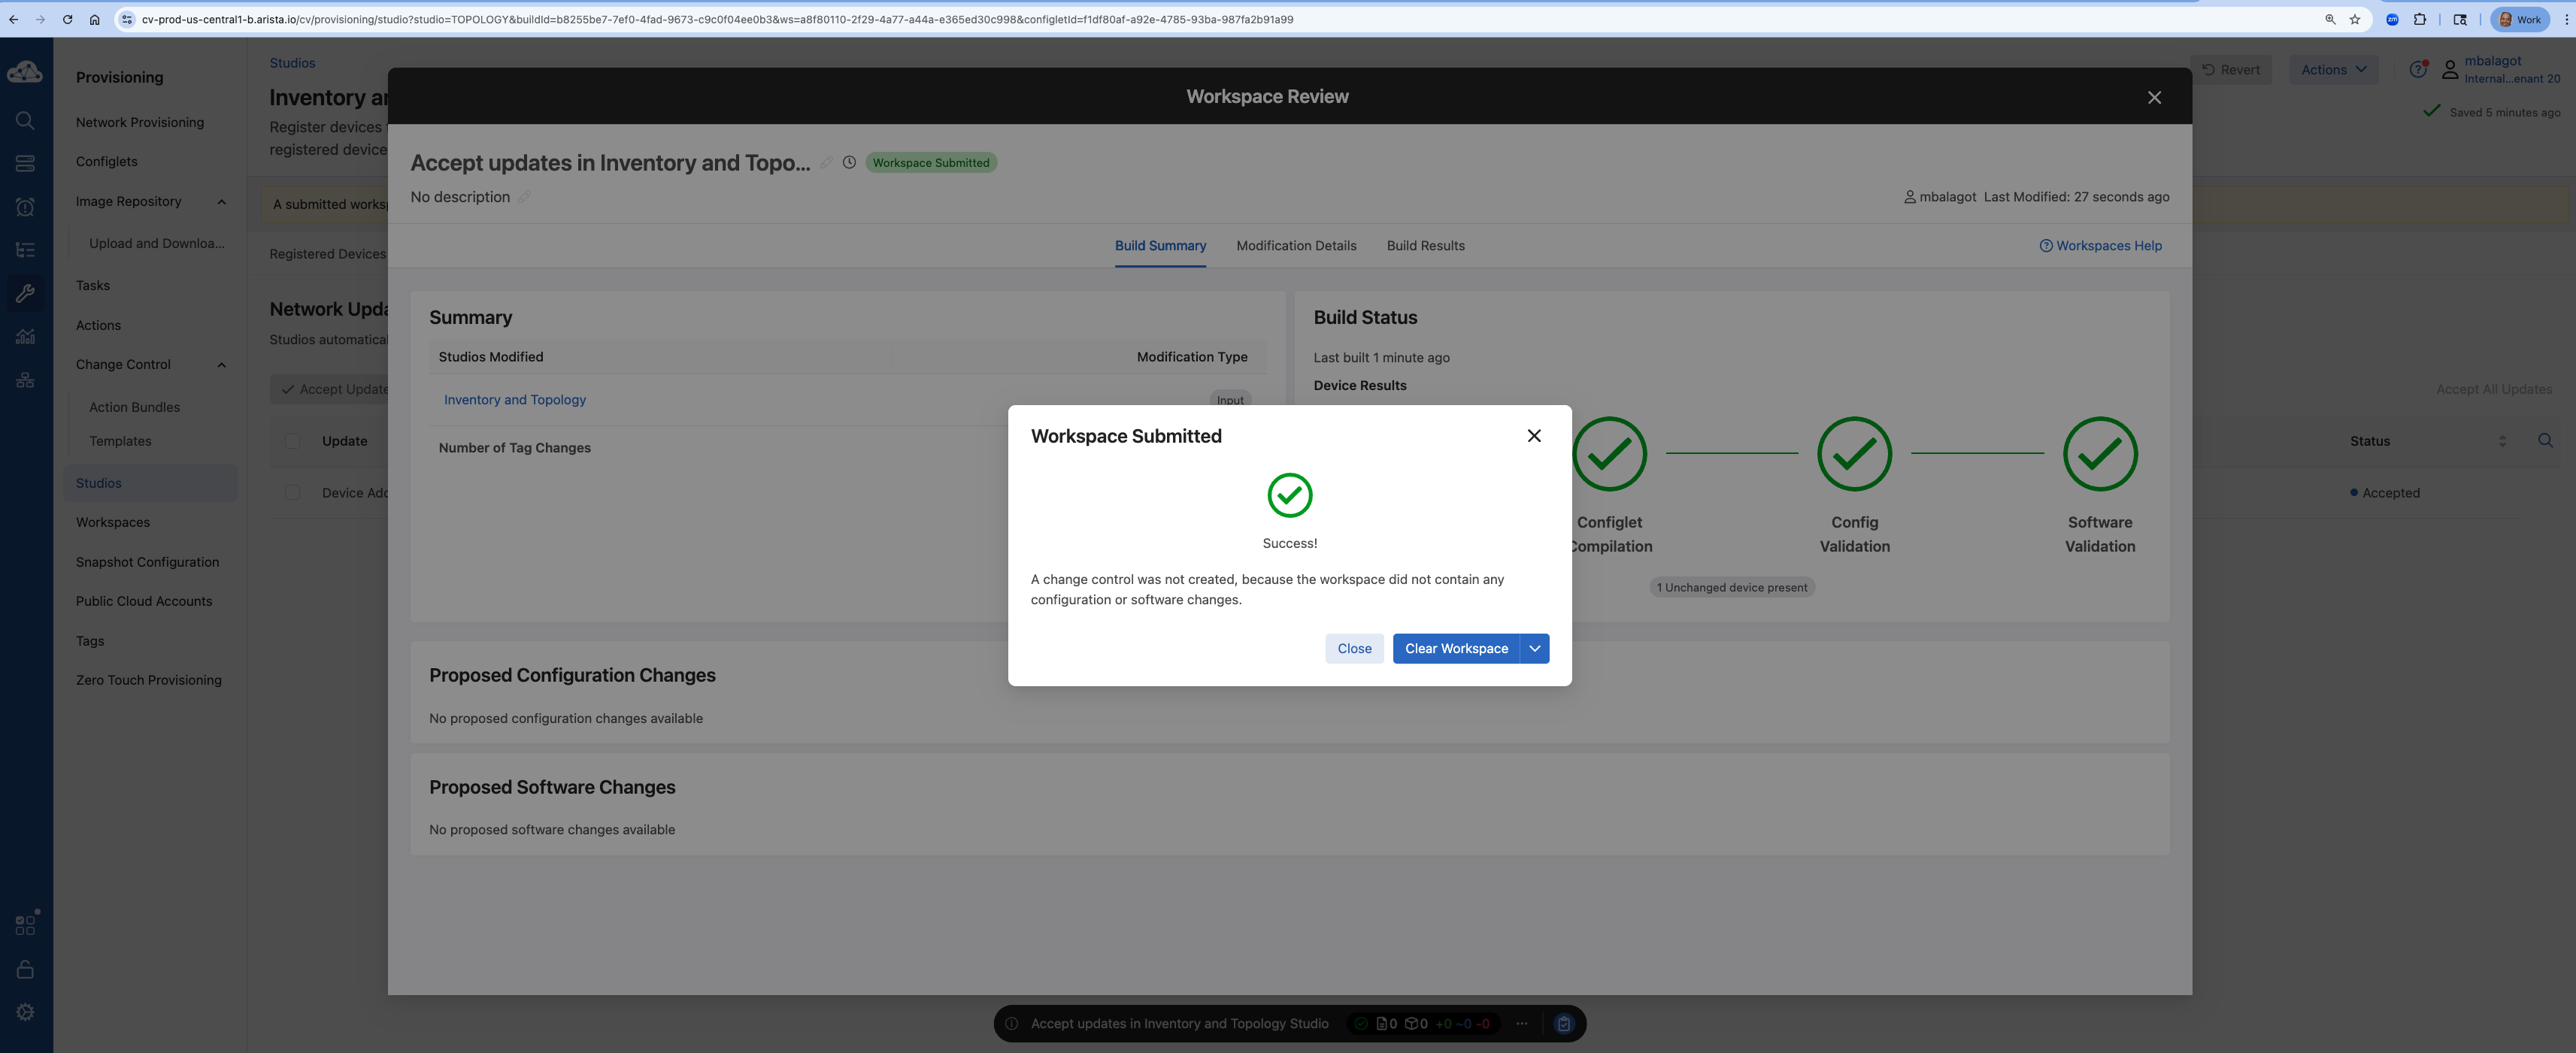 cv-prod-us-central1-b.arista.io/cv/provisioning/studio?studio=TOPOLOGY&buildId=b8255be7-7ef0-4fad-9673-c9c0f04ee0b3&ws=a8f80110-2f29-4a77-a44a-e365ed30c998&configletId=f1df80af-a92e-4785-93ba-987fa2b91a99
zm
Work
Provisioning
Network Provisioning
Configlets
Image Repository
Upload and Downloa...
Tasks
Actions
Change Control
Action Bundles
Templates
Studios
Workspaces
Snapshot Configuration
Public Cloud Accounts
Tags
Zero Touch Provisioning
Studios
Inventory an
Register devices
registered device
Revert
Actions
mbalagot
Internal...enant 20
Saved 5 minutes ago
A submitted worksp
Registered Devices
Network Upda
Studios automatical
Accept Update
Accept All Updates
Update
Status
Device Add
Accepted
Workspace Review
Accept updates in Inventory and Topo...
Workspace Submitted
No description
mbalagot Last Modified: 27 seconds ago
Build Summary
Modification Details
Build Results
Workspaces Help
Summary
Studios Modified
Modification Type
Inventory and Topology
Input
Number of Tag Changes
Build Status
Last built 1 minute ago
Device Results
Configlet
Compilation
Config
Validation
Software
Validation
1 Unchanged device present
Workspace Submitted
Success!
A change control was not created, because the workspace did not contain any
configuration or software changes.
Close
Clear Workspace
Proposed Configuration Changes
No proposed configuration changes available
Proposed Software Changes
No proposed software changes available
Accept updates in Inventory and Topology Studio
0 0 +0 ~0 -0